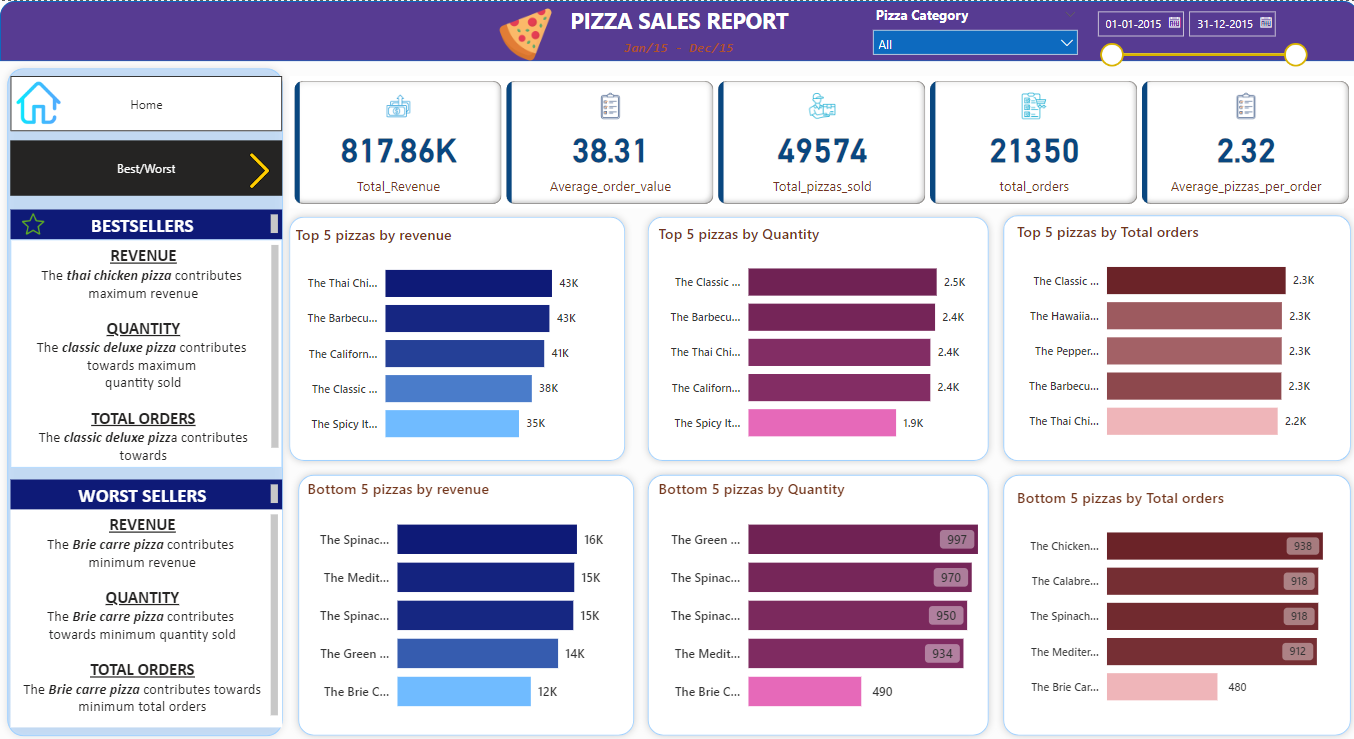 PIZZA SALES REPORT
Jan/15 - Dec/15
Pizza Category
All
01-01-2015
31-12-2015
Home
Best/Worst
817.86K
Total_Revenue
38.31
Average_order_value
49574
Total_pizzas_sold
21350
total_orders
2.32
Average_pizzas_per_order
BESTSELLERS
REVENUE
The thai chicken pizza contributes
maximum revenue
QUANTITY
The classic deluxe pizza contributes
towards maximum
quantity sold
TOTAL ORDERS
The classic deluxe pizza contributes
towards
WORST SELLERS
REVENUE
The Brie carre pizza contributes
minimum revenue
QUANTITY
The Brie carre pizza contributes
towards minimum quantity sold
TOTAL ORDERS
The Brie carre pizza contributes towards
minimum total orders
Top 5 pizzas by revenue
The Thai Chi... 43K
The Barbecu... 43K
The Californ... 41K
The Classic ... 38K
The Spicy It... 35K
Top 5 pizzas by Quantity
The Classic ... 2.5K
The Barbecu... 2.4K
The Thai Chi... 2.4K
The Californ... 2.4K
The Spicy It... 1.9K
Top 5 pizzas by Total orders
The Classic ... 2.3K
The Hawaiia... 2.3K
The Pepper... 2.3K
The Barbecu... 2.3K
The Thai Chi... 2.2K
Bottom 5 pizzas by revenue
The Spinac... 16K
The Medit... 15K
The Spinac... 15K
The Green ... 14K
The Brie C... 12K
Bottom 5 pizzas by Quantity
The Green ... 997
The Spinac... 970
The Spinac... 950
The Medit... 934
The Brie C... 490
Bottom 5 pizzas by Total orders
The Chicken... 938
The Calabre... 918
The Spinach... 918
The Mediter... 912
The Brie Car... 480